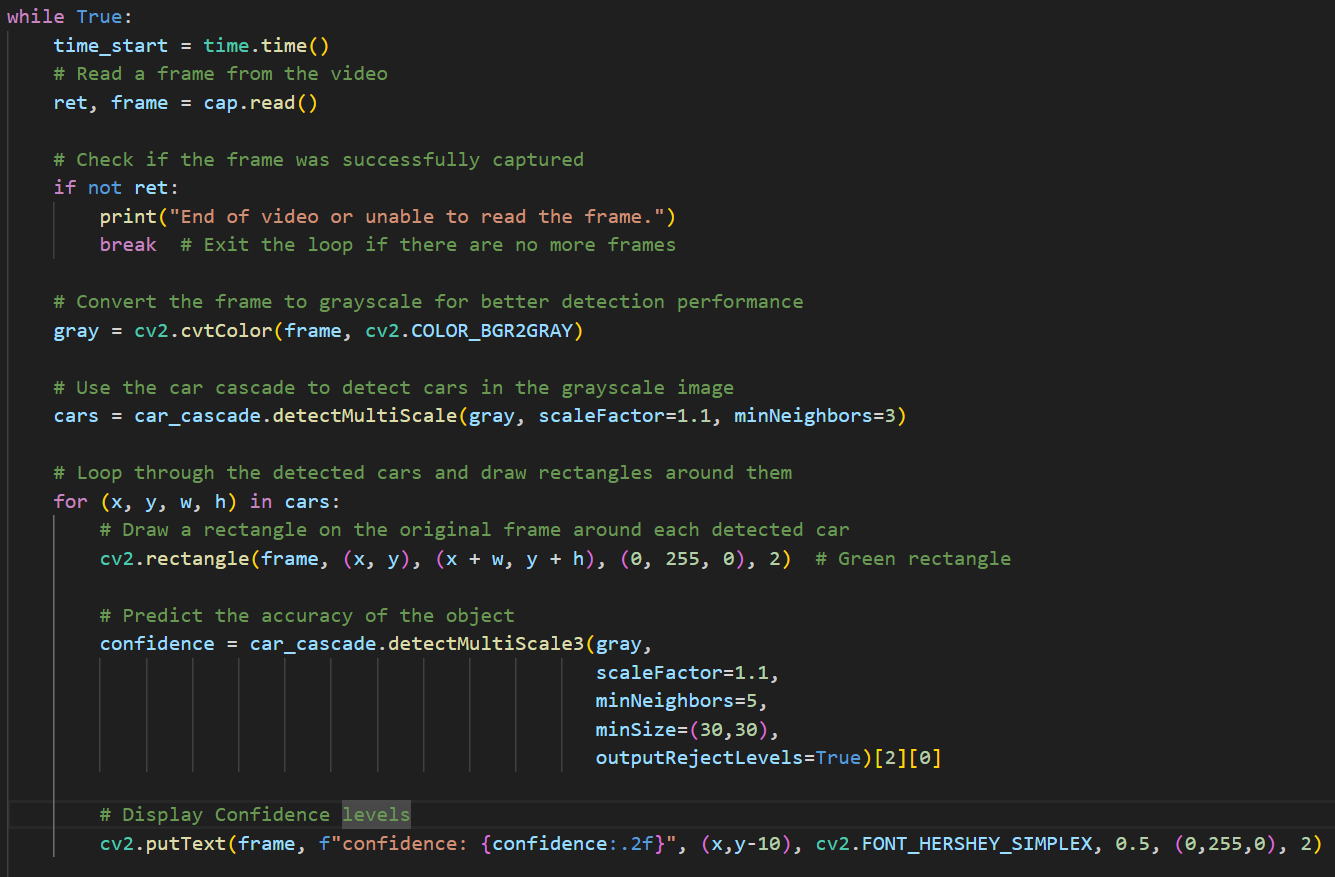 while True:
    time_start = time.time()
    # Read a frame from the video
    ret, frame = cap.read()

    # Check if the frame was successfully captured
    if not ret:
        print("End of video or unable to read the frame.")
        break  # Exit the loop if there are no more frames

    # Convert the frame to grayscale for better detection performance
    gray = cv2.cvtColor(frame, cv2.COLOR_BGR2GRAY)

    # Use the car cascade to detect cars in the grayscale image
    cars = car_cascade.detectMultiScale(gray, scaleFactor=1.1, minNeighbors=3)

    # Loop through the detected cars and draw rectangles around them
    for (x, y, w, h) in cars:
        # Draw a rectangle on the original frame around each detected car
        cv2.rectangle(frame, (x, y), (x + w, y + h), (0, 255, 0), 2)  # Green rectangle

        # Predict the accuracy of the object
        confidence = car_cascade.detectMultiScale3(gray,
                                                   scaleFactor=1.1,
                                                   minNeighbors=5,
                                                   minSize=(30,30),
                                                   outputRejectLevels=True)[2][0]

        # Display Confidence levels
        cv2.putText(frame, f"confidence: {confidence:.2f}", (x,y-10), cv2.FONT_HERSHEY_SIMPLEX, 0.5, (0,255,0), 2)